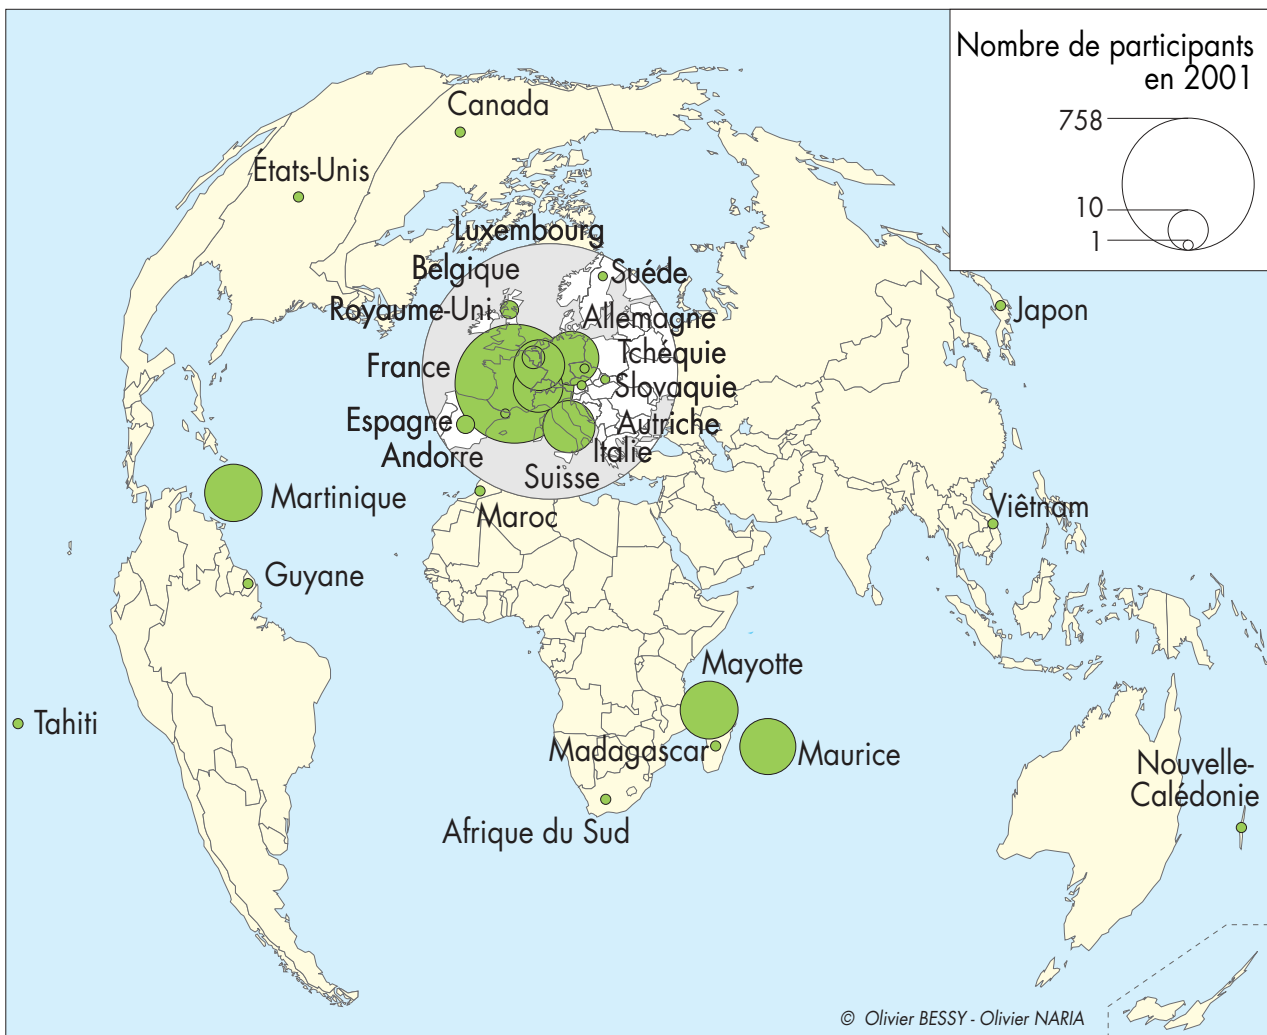 Nombre de participants
en 2001
758
10
1
Canada
États-Unis
Luxembourg
Belgique
Suéde
Royaume-Uni
Allemagne
Japon
Tchéquie
France
Slovaquie
Espagne
Autriche
Andorre
Italie
Suisse
Martinique
Maroc
Viêtnam
Guyane
Mayotte
Tahiti
Madagascar
Maurice
Nouvelle-
Calédonie
Afrique du Sud
© Olivier BESSY - Olivier NARIA